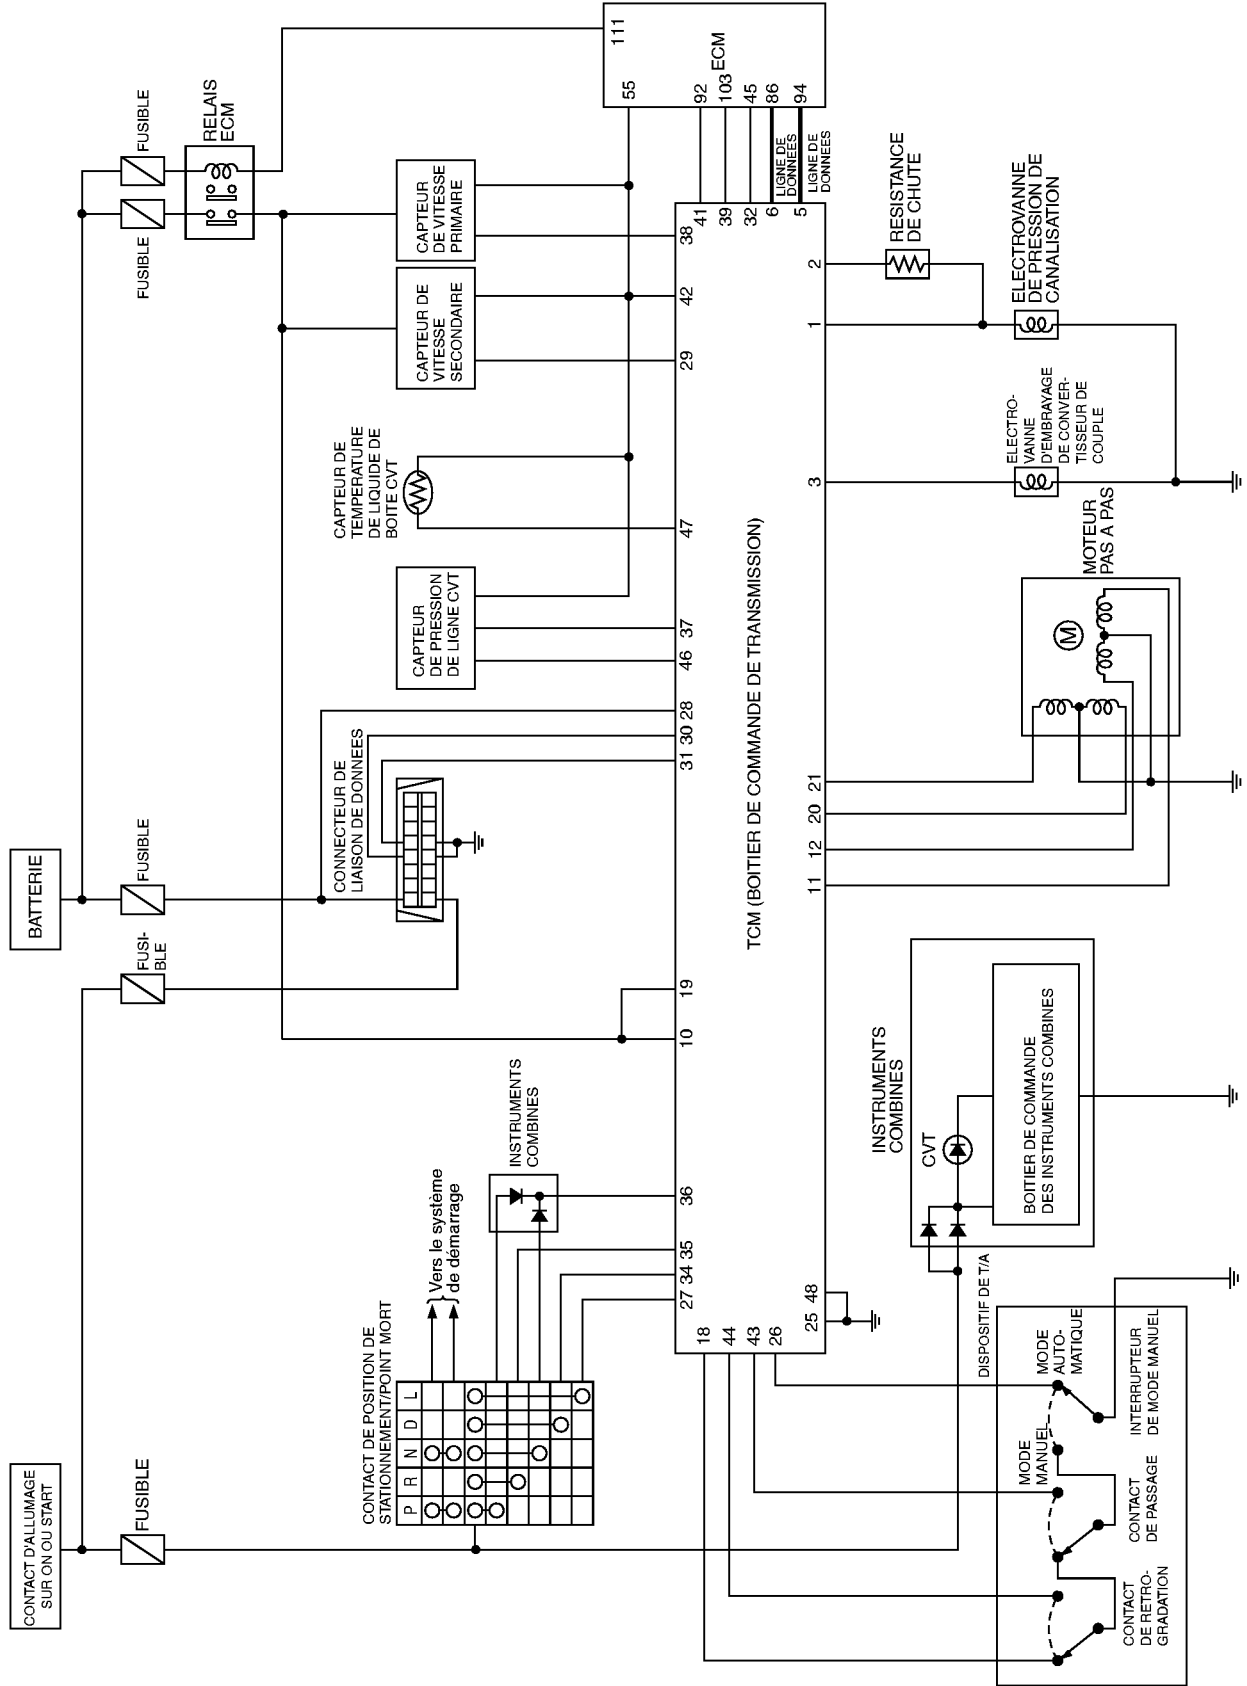 BATTERIE
CONTACT D'ALLUMAGE
SUR ON OU START
FUSIBLE
FUSI-
BLE
FUSIBLE
FUSIBLE
FUSIBLE
RELAIS
ECM
111
55
ECM
92
103
45
86
94
LIGNE DE
DONNEES
LIGNE DE
DONNEES
CONTACT DE POSITION DE
STATIONNEMENT/POINT MORT
P R N D L
Vers le système
de démarrage
INSTRUMENTS
COMBINES
CONNECTEUR DE
LIAISON DE DONNEES
CAPTEUR
DE PRESSION
DE LIGNE CVT
CAPTEUR DE
TEMPERATURE
DE LIQUIDE DE
BOITE CVT
CAPTEUR DE
VITESSE
SECONDAIRE
CAPTEUR
DE VITESSE
PRIMAIRE
27 34 35 36 10 19 31 30 28 46 37 47 29 42 38
41
39
32
6
5
18
44
43
26
TCM (BOITIER DE COMMANDE DE TRANSMISSION)
25 48 11 12 20 21 3 1 2
RESISTANCE
DE CHUTE
ELECTROVANNE
DE PRESSION DE
CANALISATION
ELECTRO-
VANNE
D'EMBRAYAGE
DE CONVER-
TISSEUR DE
COUPLE
MOTEUR
PAS A PAS
M
INSTRUMENTS
COMBINES
CVT
BOITIER DE COMMANDE
DES INSTRUMENTS COMBINES
DISPOSITIF DE T/A
MODE
AUTO-
MATIQUE
MODE
MANUEL
INTERRUPTEUR
DE MODE MANUEL
CONTACT
DE PASSAGE
CONTACT
DE RETRO-
GRADATION